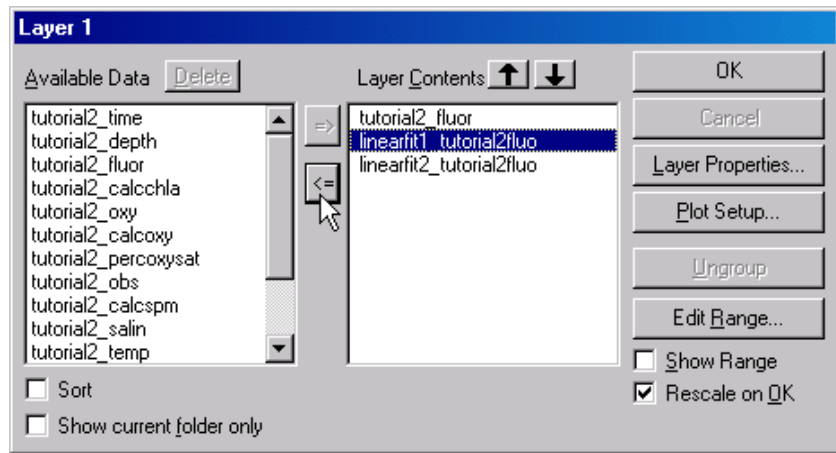 Layer 1
Available Data Delete
tutorial2_time
tutorial2_depth
tutorial2_fluor
tutorial2_calcchla
tutorial2_oxy
tutorial2_calcoxy
tutorial2_percoxysat
tutorial2_obs
tutorial2_calcspm
tutorial2_salin
tutorial2_temp
Sort
Show current folder only
=>
<=
Layer Contents
tutorial2_fluor
linearfit1_tutorial2fluo
linearfit2_tutorial2fluo
OK
Cancel
Layer Properties...
Plot Setup...
Ungroup
Edit Range...
Show Range
Rescale on OK